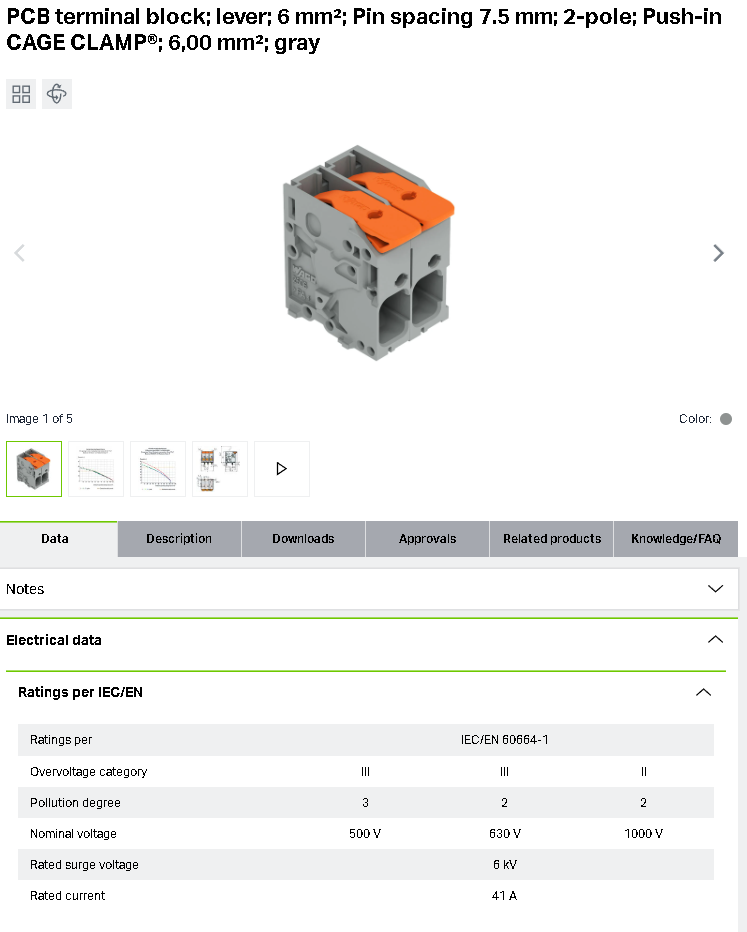 PCB terminal block; lever; 6 mm²; Pin spacing 7.5 mm; 2-pole; Push-in
CAGE CLAMP®; 6,00 mm²; gray
Image 1 of 5
Color:
Data
Description
Downloads
Approvals
Related products
Knowledge/FAQ
Notes
Electrical data
Ratings per IEC/EN
Ratings per IEC/EN 60664-1
Overvoltage category III III II
Pollution degree 3 2 2
Nominal voltage 500 V 630 V 1000 V
Rated surge voltage 6 kV
Rated current 41 A